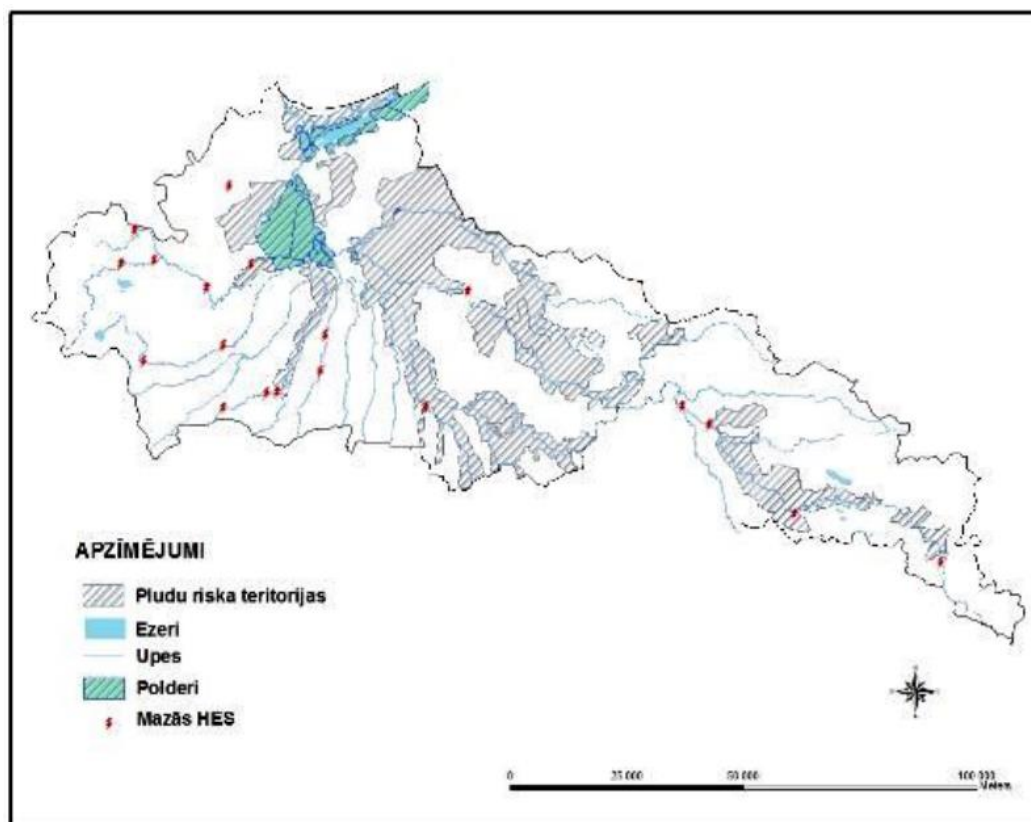 APZĪMĒJUMI
Pludu riska teritorijas
Ezeri
Upes
Polderi
Mazās HES
0 25 000 50 000 100 000
Meters